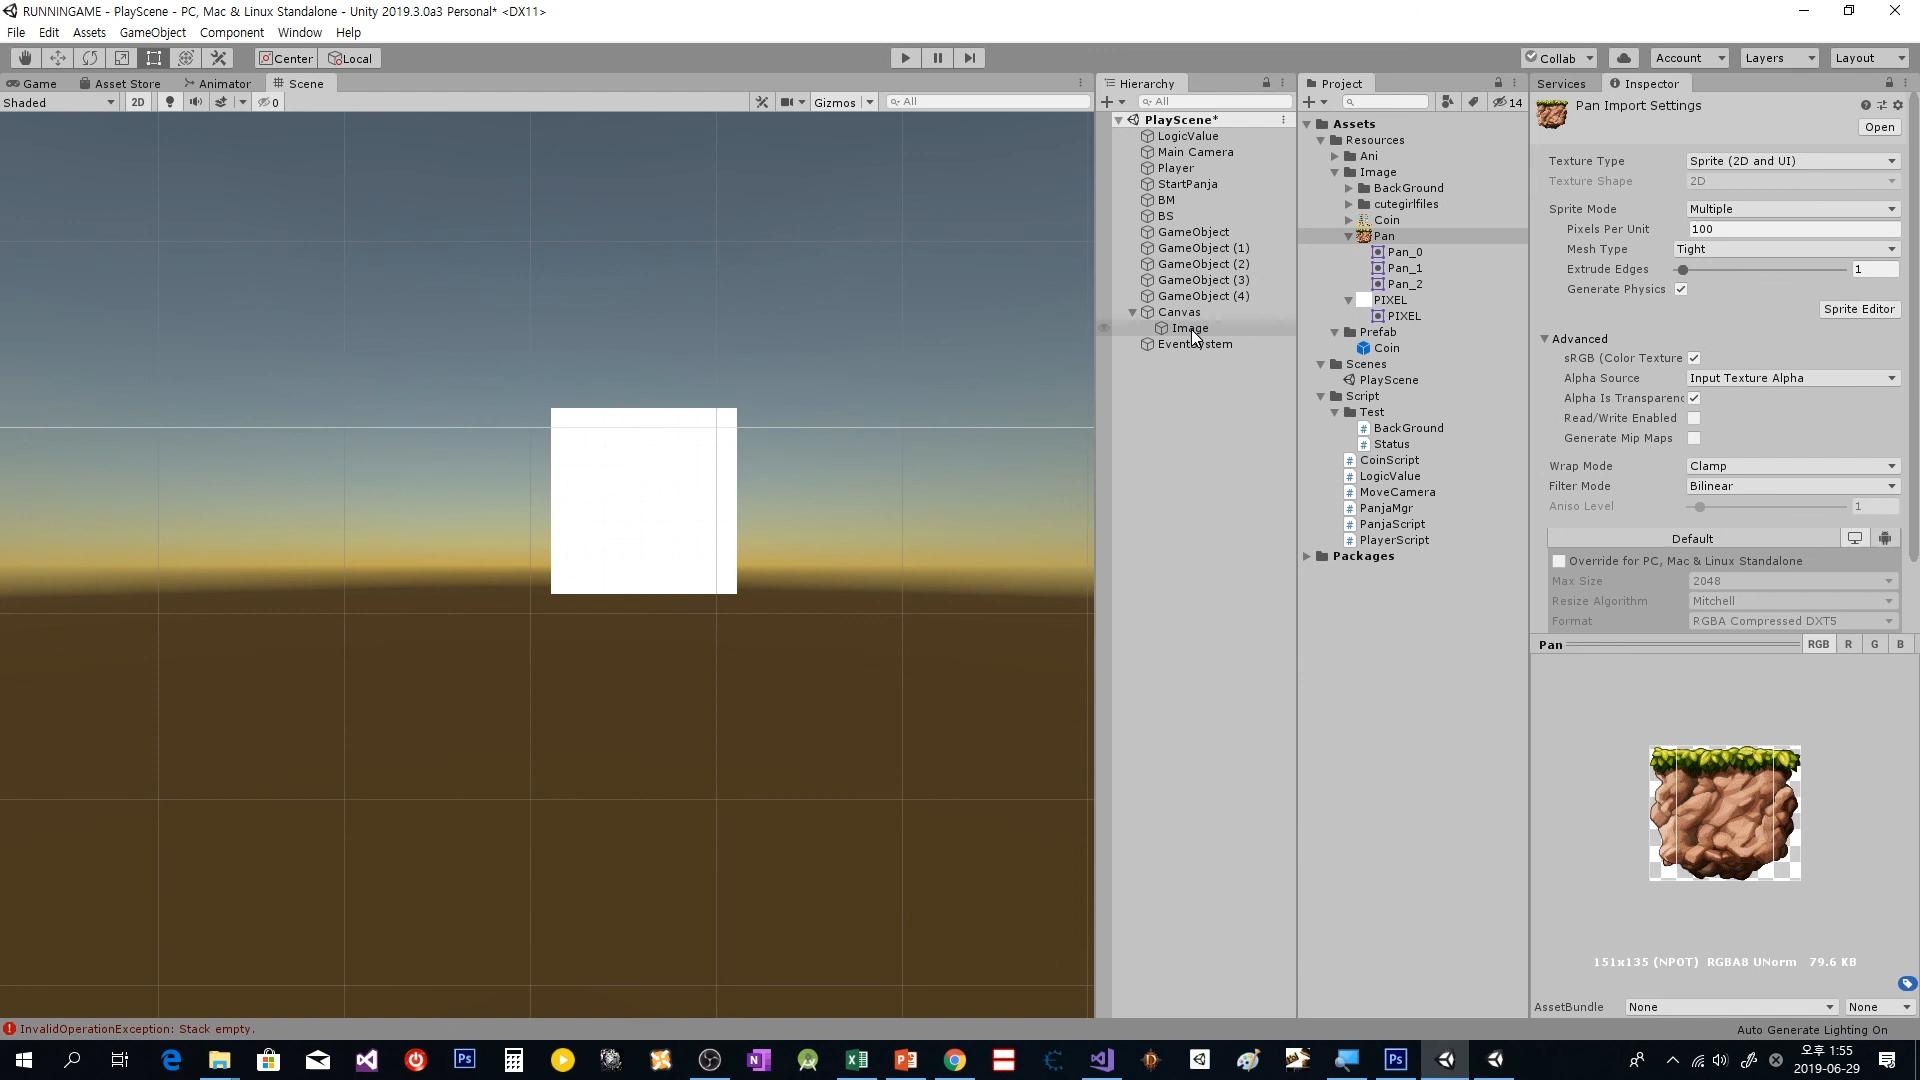 RUNNINGAME - PlayScene - PC, Mac & Linux Standalone - Unity 2019.3.0a3 Personal* <DX11>
File Edit Assets GameObject Component Window Help
Center Local Collab Account Layers Layout
Game Asset Store Animator Scene
Shaded 2D 0 Gizmos All
Hierarchy
All
PlayScene*
LogicValue
Main Camera
Player
StartPanja
BM
BS
GameObject
GameObject (1)
GameObject (2)
GameObject (3)
GameObject (4)
Canvas
Image
EventSystem
Project
14
Assets
Resources
Ani
Image
BackGround
cutegirlfiles
Coin
Pan
Pan_0
Pan_1
Pan_2
PIXEL
PIXEL
Prefab
Coin
Scenes
PlayScene
Script
Test
BackGround
Status
CoinScript
LogicValue
MoveCamera
PanjaMgr
PanjaScript
PlayerScript
Packages
Services Inspector
Pan Import Settings
Open
Texture Type Sprite (2D and UI)
Texture Shape 2D
Sprite Mode Multiple
Pixels Per Unit 100
Mesh Type Tight
Extrude Edges 1
Generate Physics
Sprite Editor
Advanced
sRGB (Color Texture
Alpha Source Input Texture Alpha
Alpha Is Transparenc
Read/Write Enabled
Generate Mip Maps
Wrap Mode Clamp
Filter Mode Bilinear
Aniso Level 1
Default
Override for PC, Mac & Linux Standalone
Max Size 2048
Resize Algorithm Mitchell
Format RGBA Compressed DXT5
Pan RGB R G B
151x135 (NPOT) RGBA8 UNorm 79.6 KB
AssetBundle None None
InvalidOperationException: Stack empty.
Auto Generate Lighting On
오후 1:55
2019-06-29